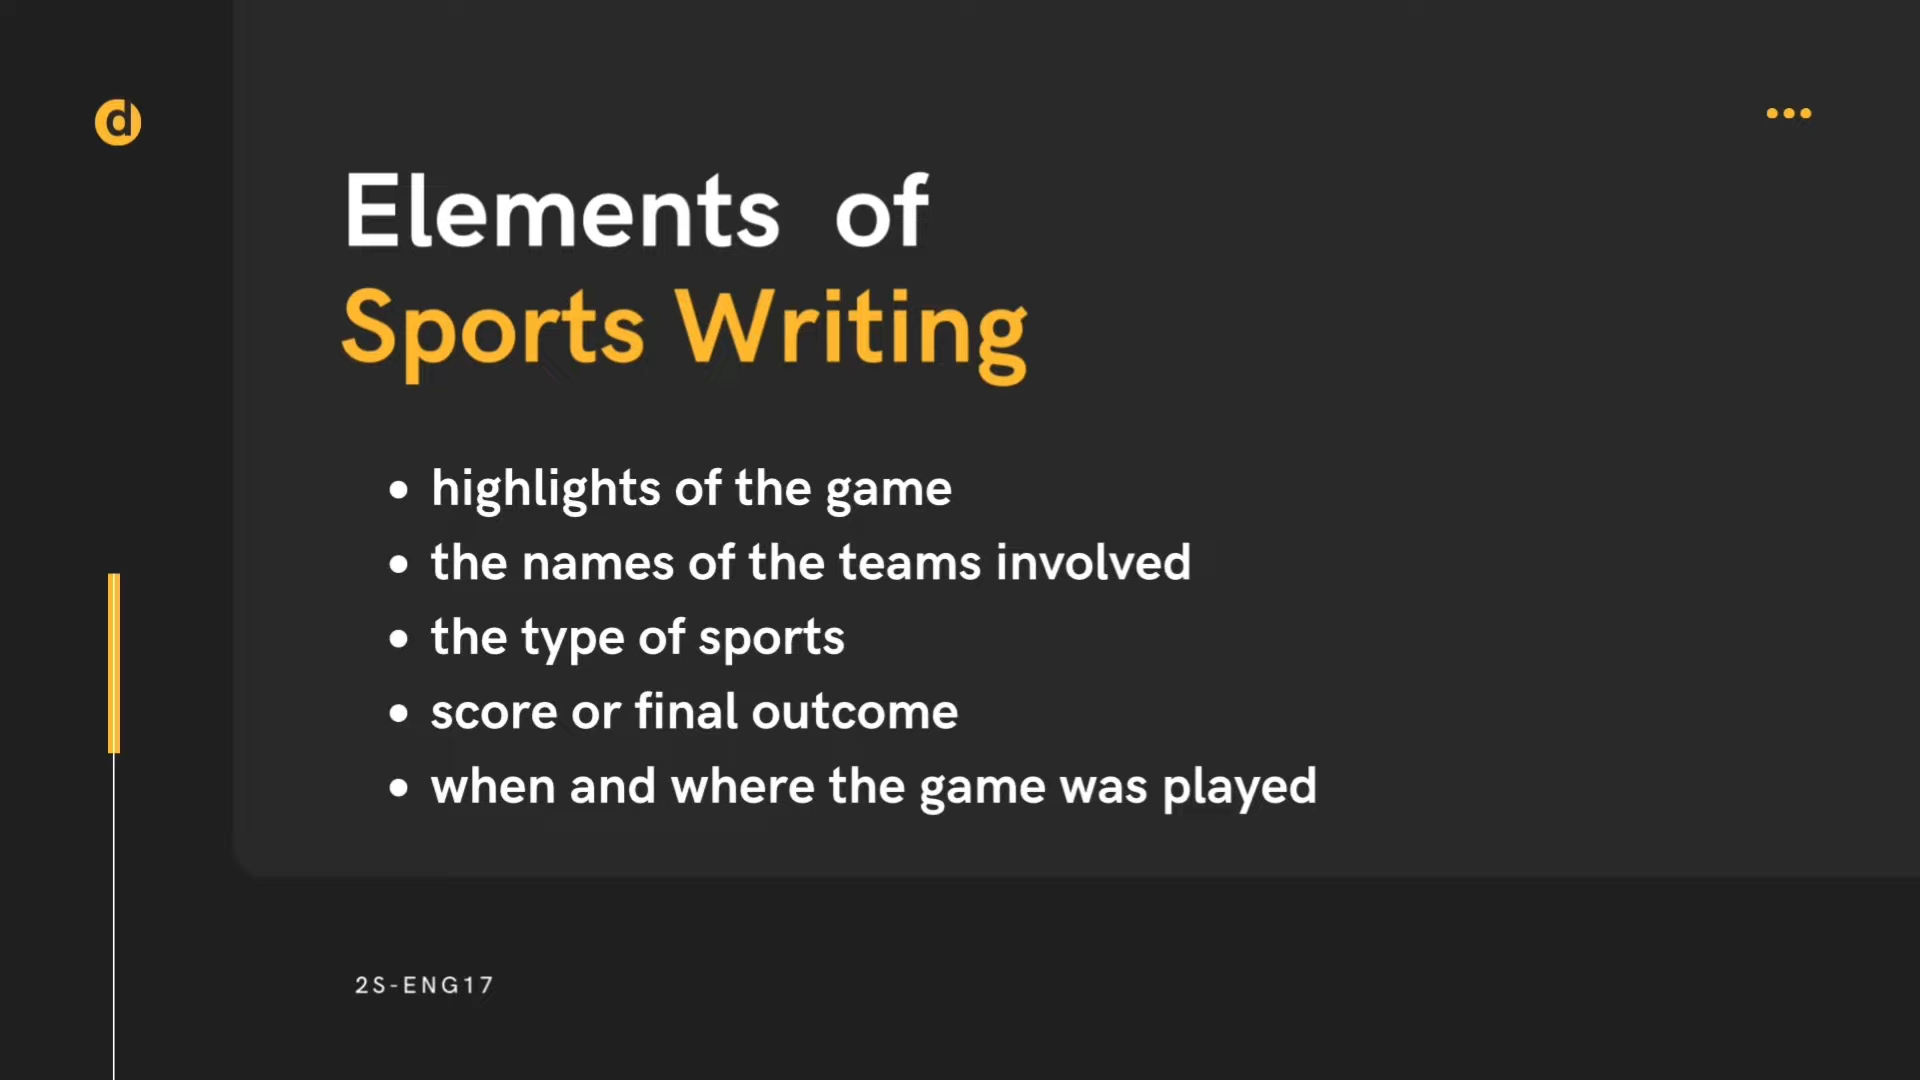 d
Elements of
Sports Writing
• highlights of the game
• the names of the teams involved
• the type of sports
• score or final outcome
• when and where the game was played
2S-ENG17